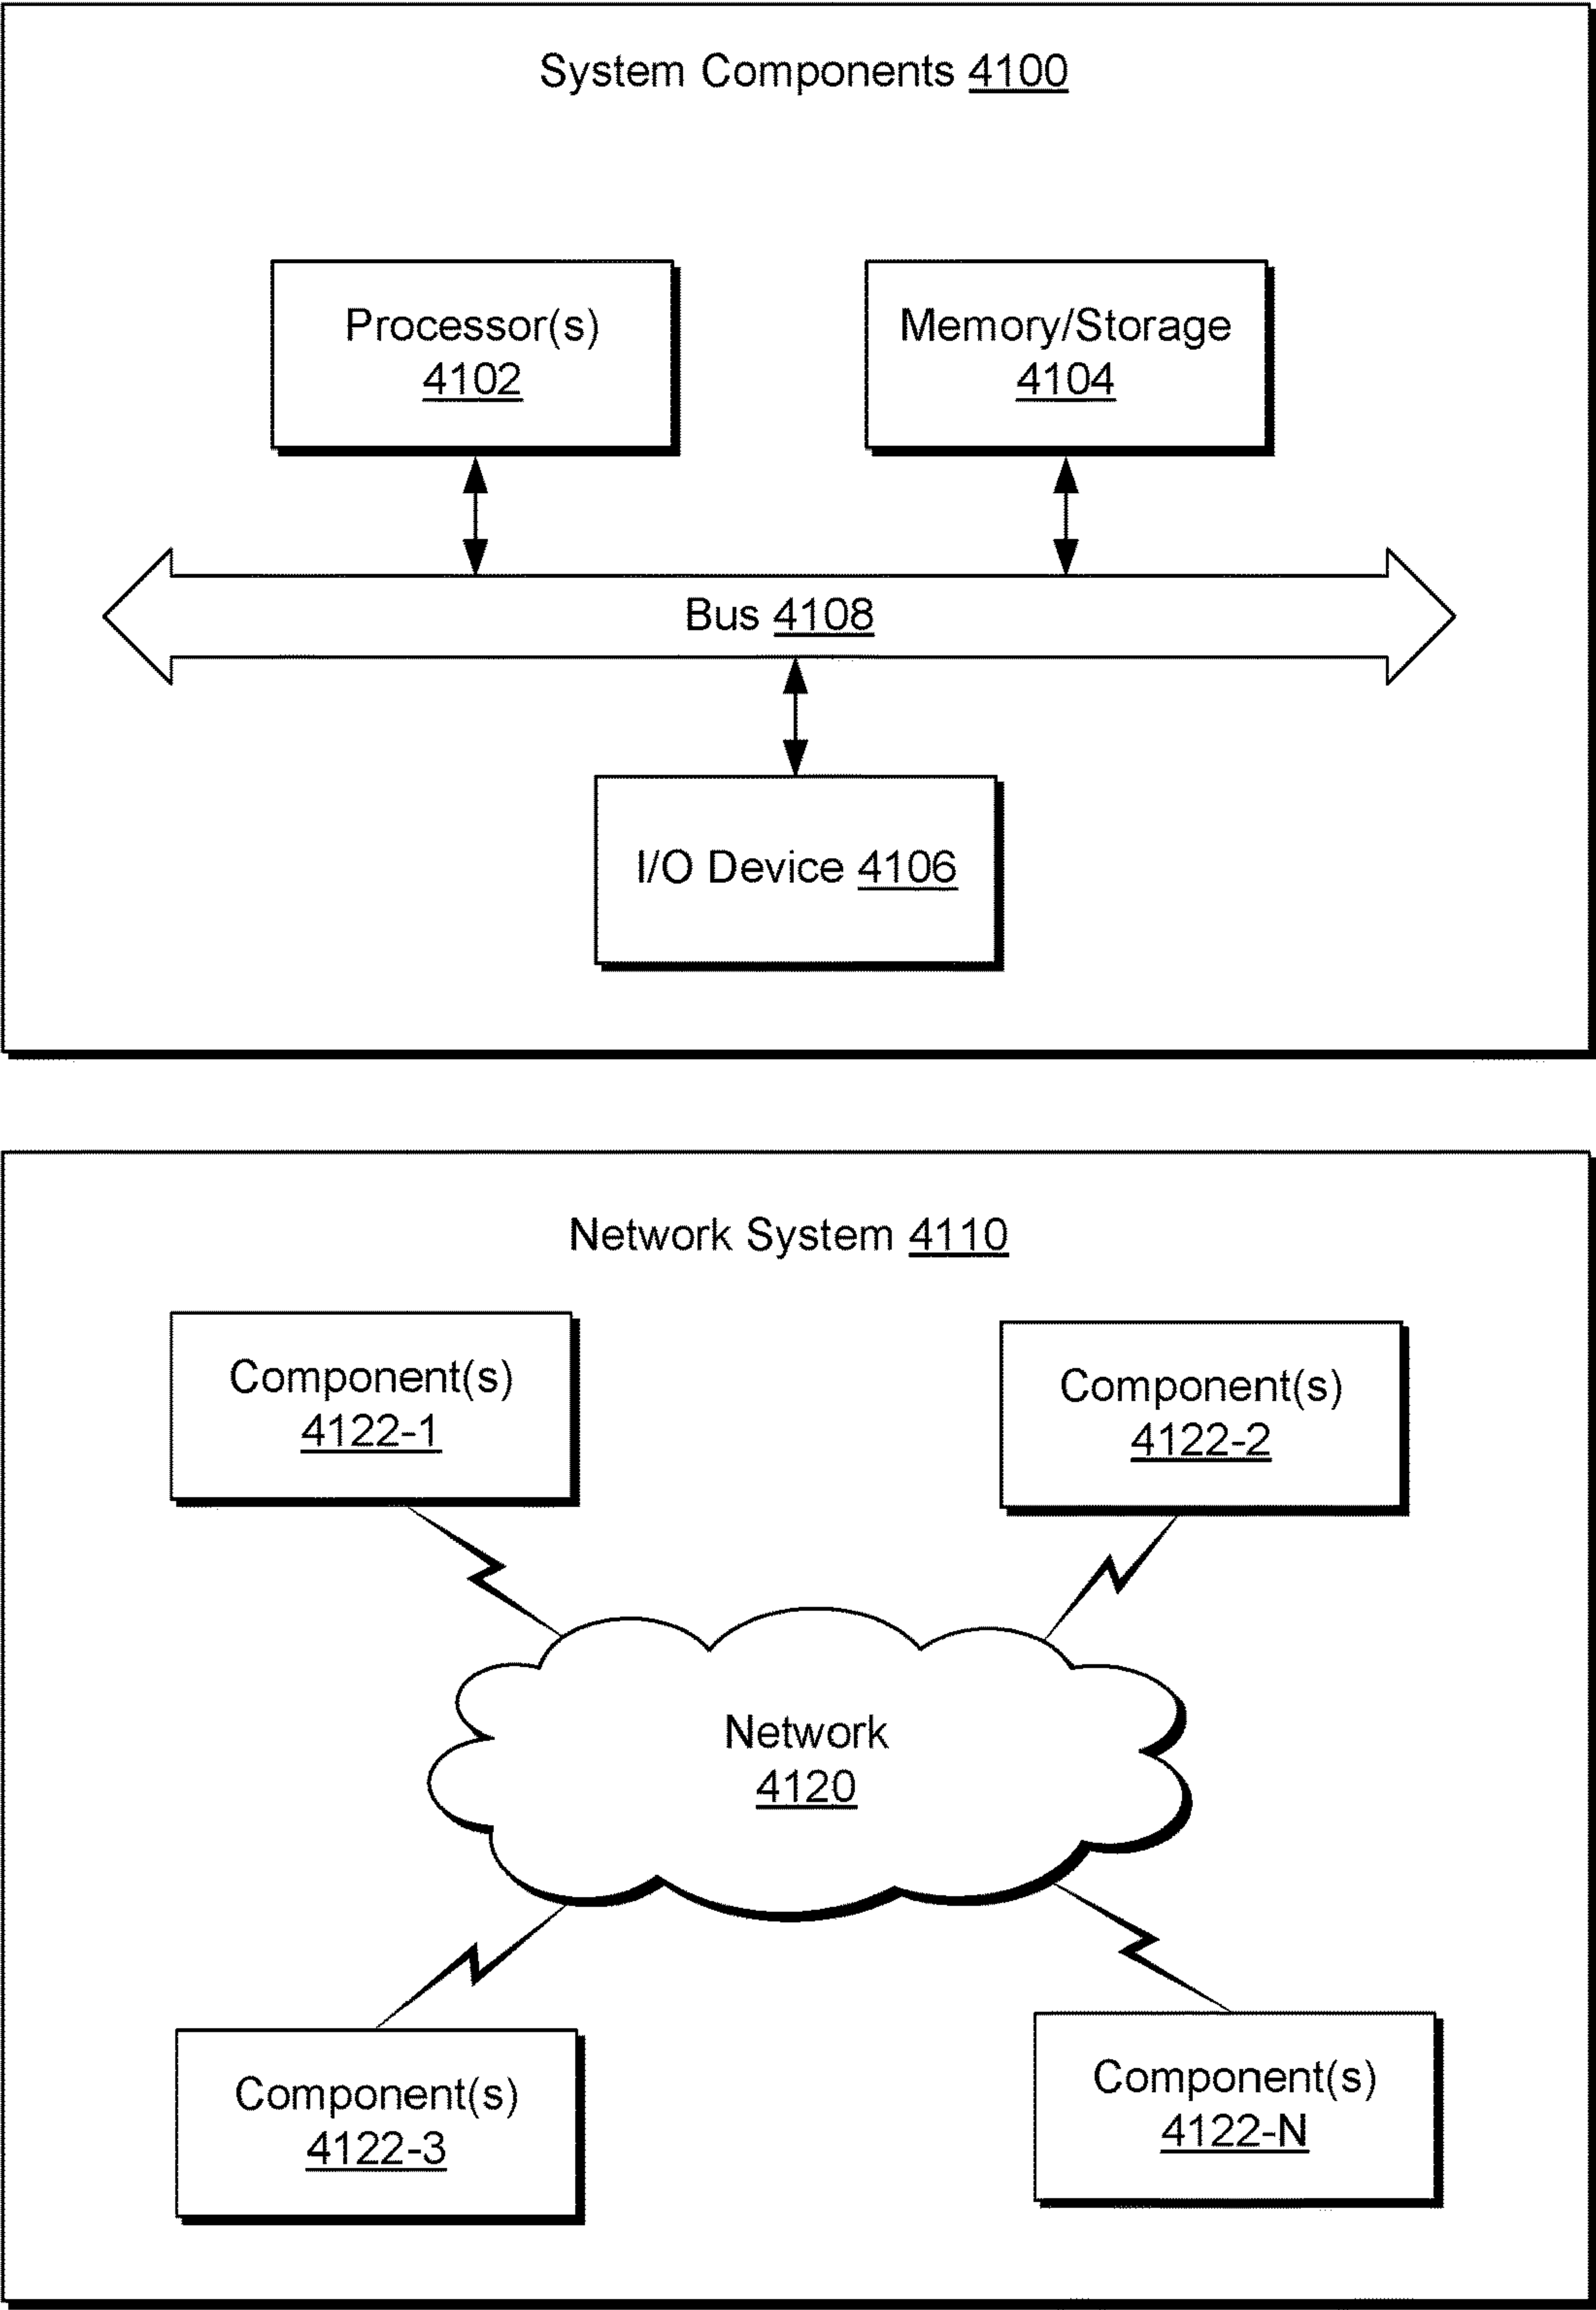 System Components 4100
Processor(s)
4102
Memory/Storage
4104
Bus 4108
I/O Device 4106
Network System 4110
Component(s)
4122-1
Component(s)
4122-2
Network
4120
Component(s)
4122-3
Component(s)
4122-N